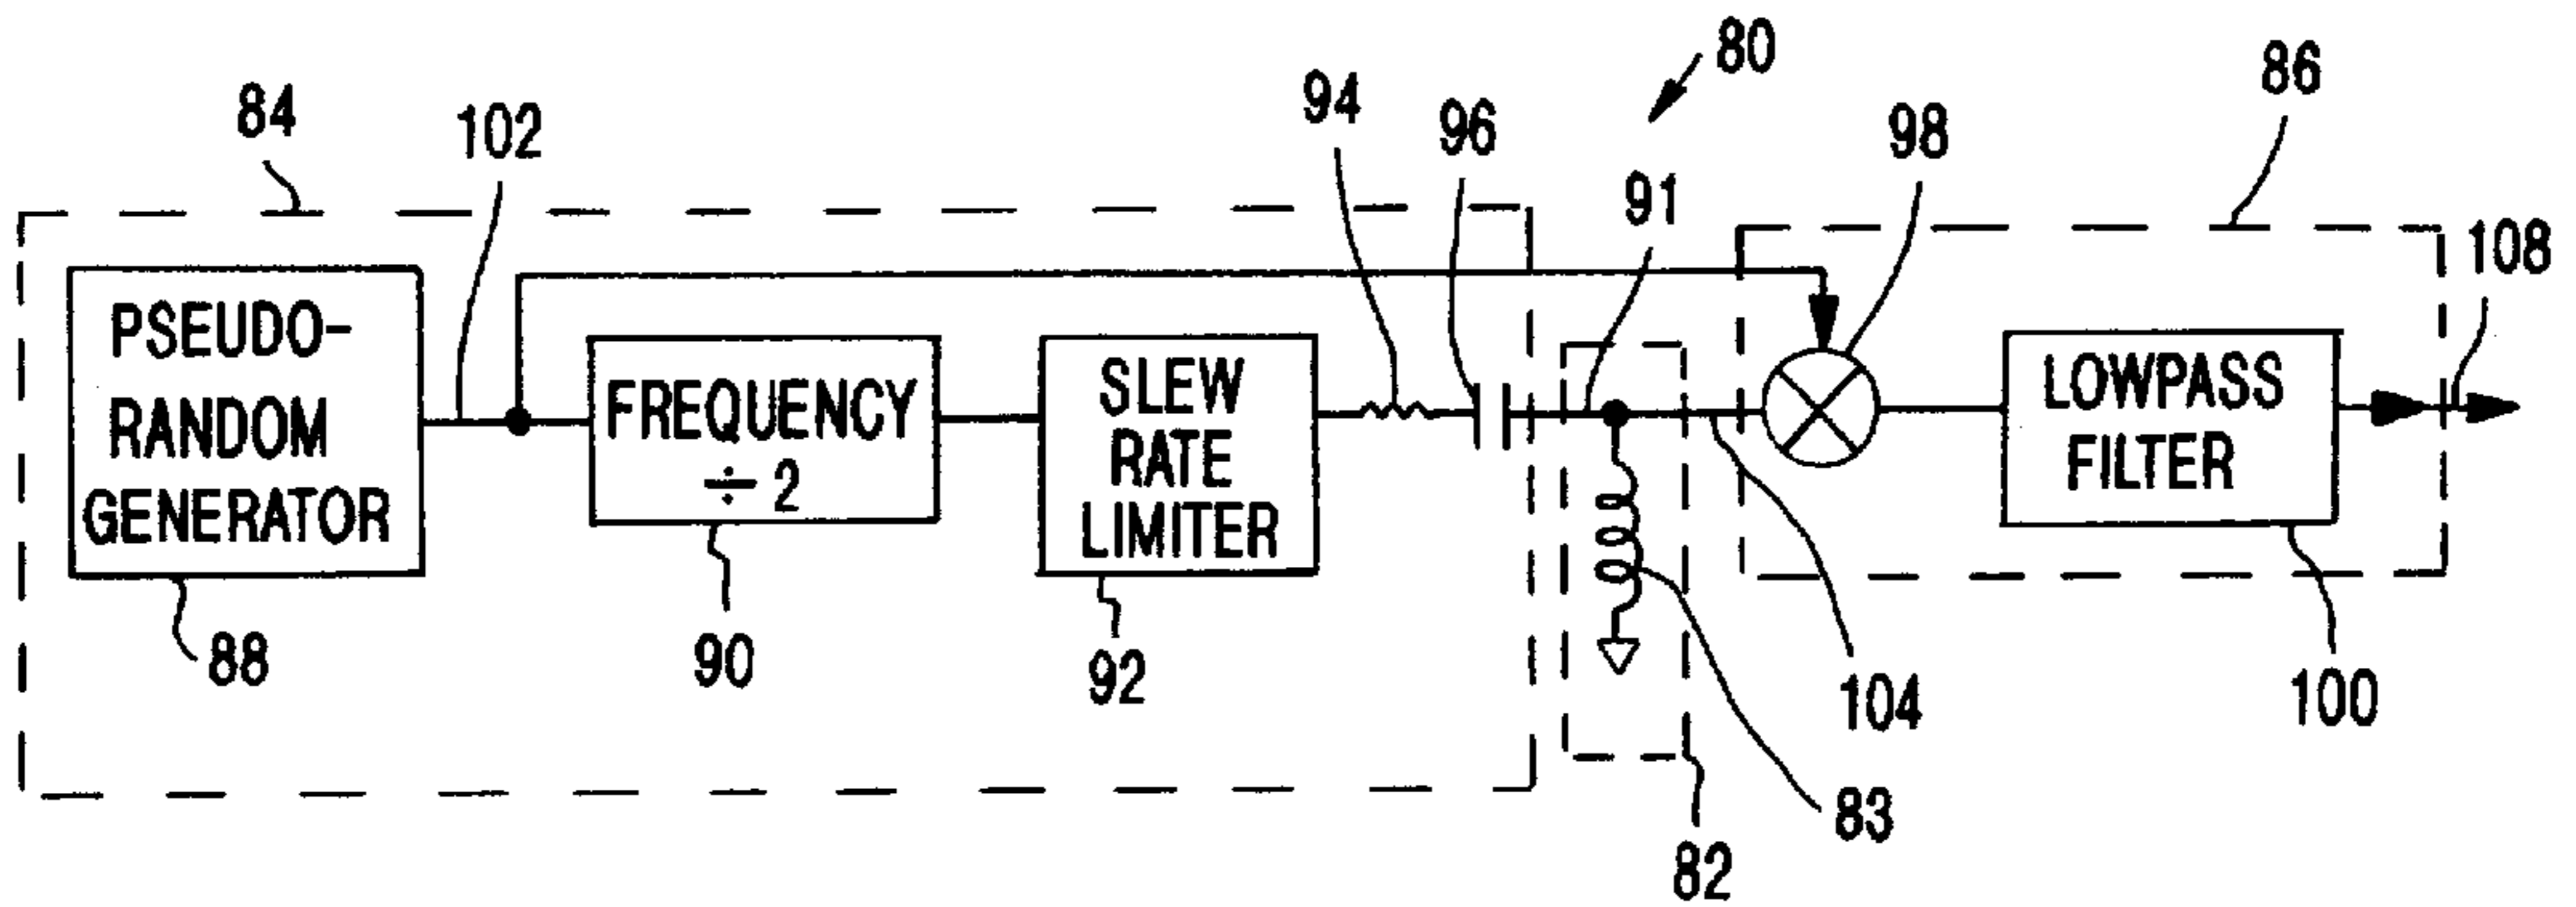 80
86
84
102
94
96
98
91
108
PSEUDO-
RANDOM
GENERATOR
FREQUENCY
÷ 2
SLEW
RATE
LIMITER
LOWPASS
FILTER
88
90
92
104
100
83
82